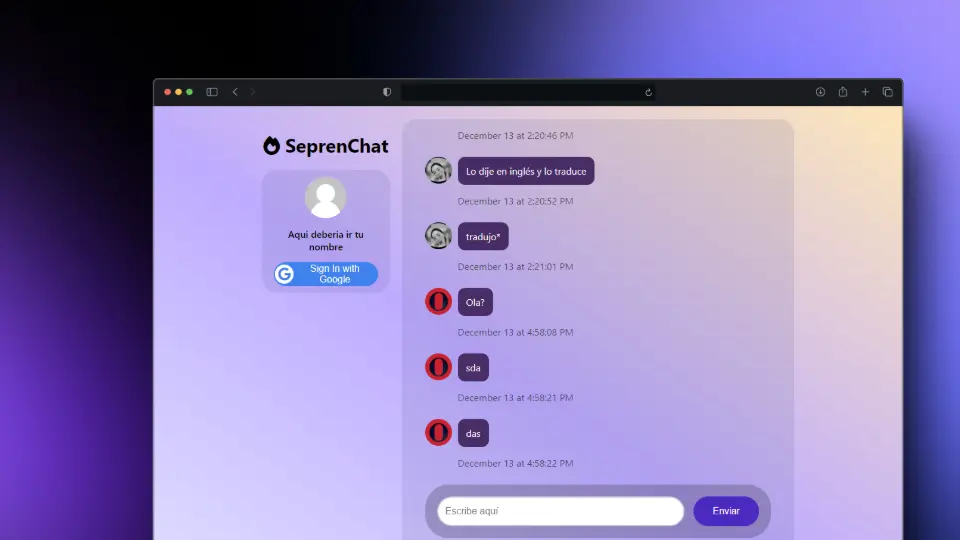 SeprenChat
Aqui deberia ir tu
nombre
Sign In with
Google
December 13 at 2:20:46 PM
Lo dije en inglés y lo traduce
December 13 at 2:20:52 PM
tradujo*
December 13 at 2:21:01 PM
Ola?
December 13 at 4:58:08 PM
sda
December 13 at 4:58:21 PM
das
December 13 at 4:58:22 PM
Escribe aquí
Enviar